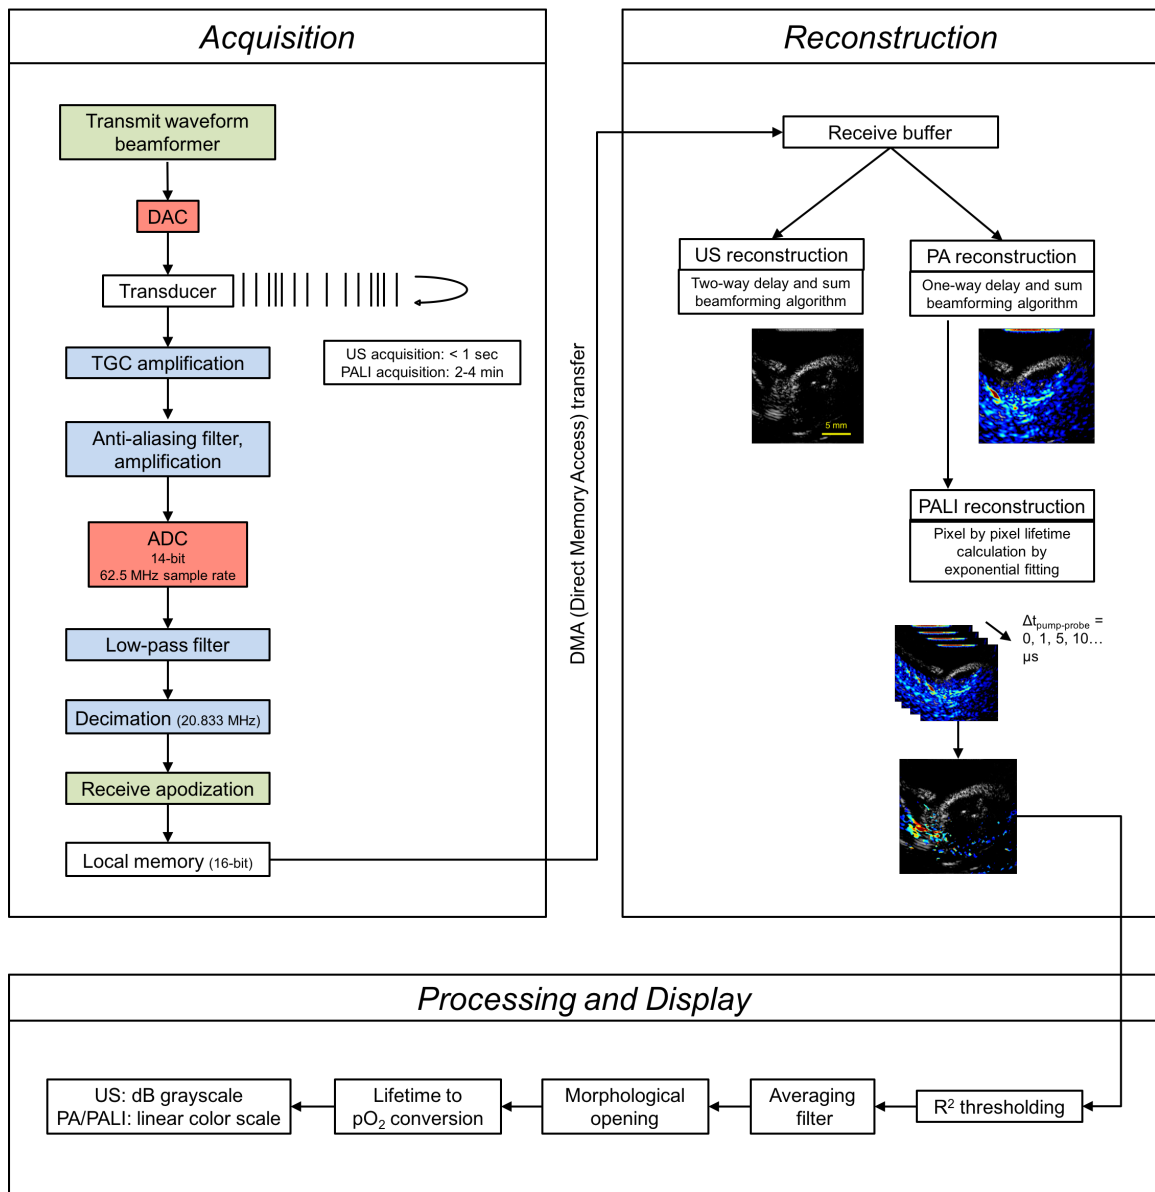 Acquisition
Transmit waveform
beamformer
DAC
Transducer
US acquisition: < 1 sec
PALI acquisition: 2-4 min
TGC amplification
Anti-aliasing filter,
amplification
ADC
14-bit
62.5 MHz sample rate
Low-pass filter
Decimation (20.833 MHz)
Receive apodization
Local memory (16-bit)
DMA (Direct Memory Access) transfer
Reconstruction
Receive buffer
US reconstruction
Two-way delay and sum
beamforming algorithm
5 mm
PA reconstruction
One-way delay and sum
beamforming algorithm
PALI reconstruction
Pixel by pixel lifetime
calculation by
exponential fitting
Δtpump-probe =
0, 1, 5, 10…
µs
Processing and Display
US: dB grayscale
PA/PALI: linear color scale
Lifetime to
pO2 conversion
Morphological
opening
Averaging
filter
R² thresholding